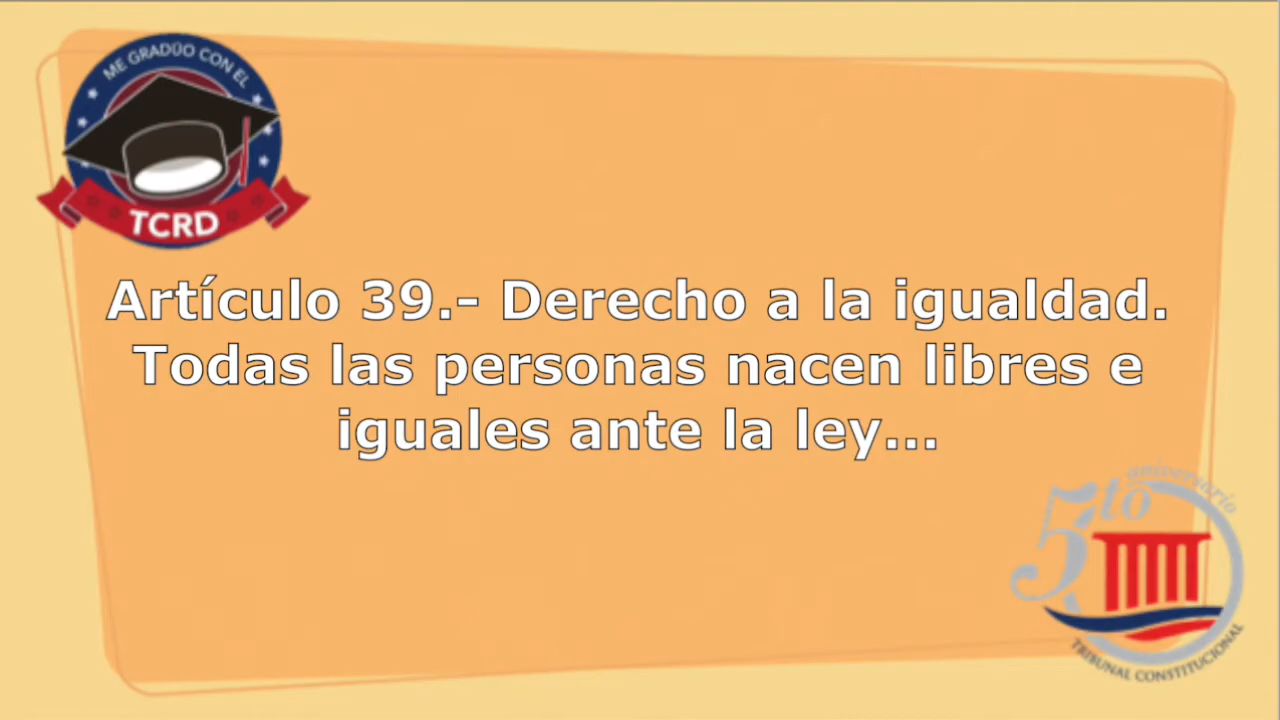 ME GRADÚO CON EL
TCRD
Artículo 39.- Derecho a la igualdad.
Todas las personas nacen libres e
iguales ante la ley...
5to aniversario
TRIBUNAL CONSTITUCIONAL